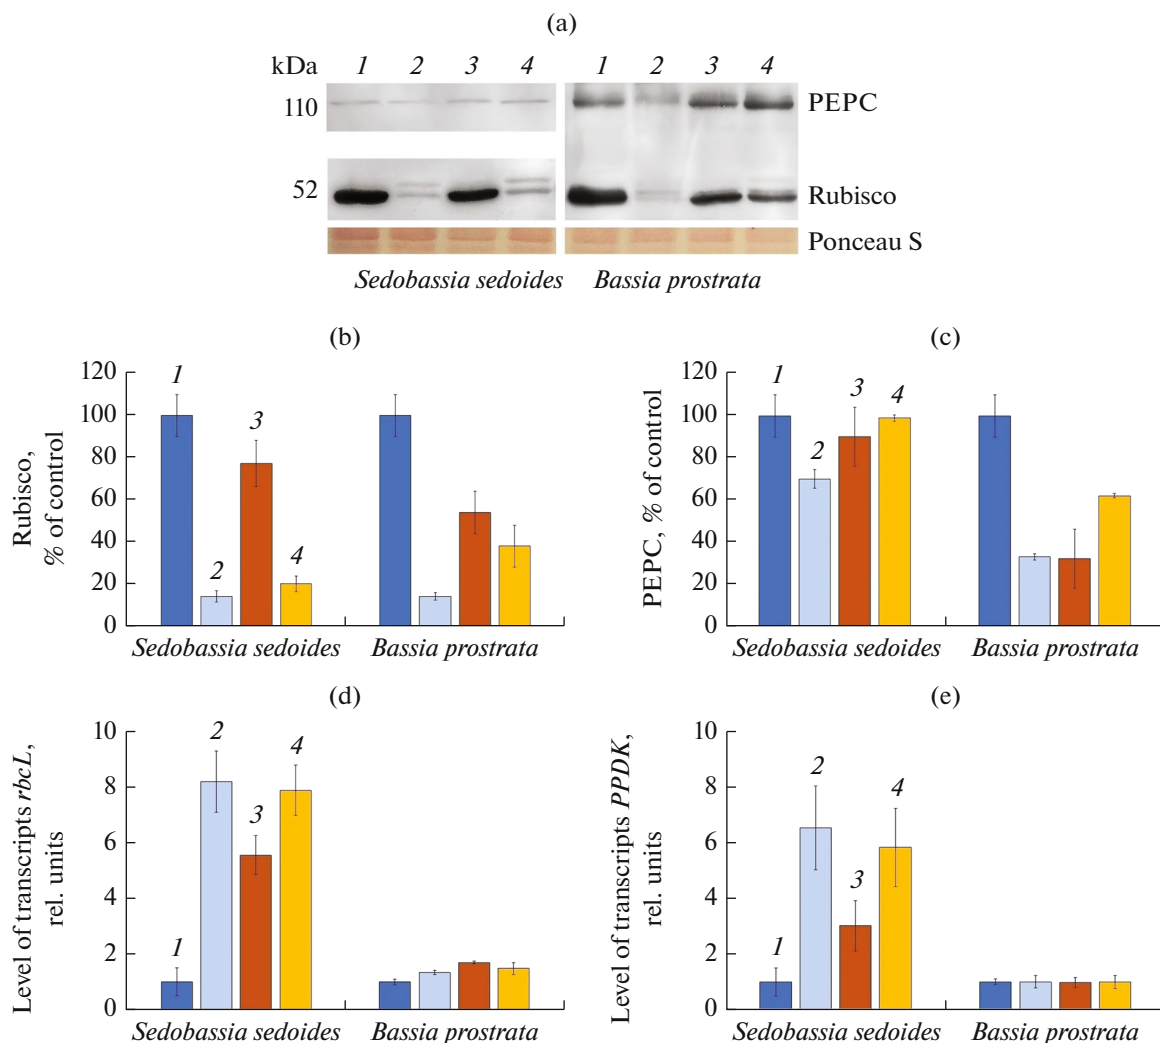 (a)
kDa 1 2 3 4 1 2 3 4
110 PEPC
52 Rubisco
Ponceau S
Sedobassia sedoides Bassia prostrata
(b)
Rubisco,
% of control
120
100
80
60
40
20
0
1
2
3
4
Sedobassia sedoides Bassia prostrata
(c)
PEPC, % of control
120
100
80
60
40
20
0
1
2
3
4
Sedobassia sedoides Bassia prostrata
(d)
Level of transcripts rbcL,
rel. units
10
8
6
4
2
0
1
2
3
4
Sedobassia sedoides Bassia prostrata
(e)
Level of transcripts PPDK,
rel. units
10
8
6
4
2
0
1
2
3
4
Sedobassia sedoides Bassia prostrata